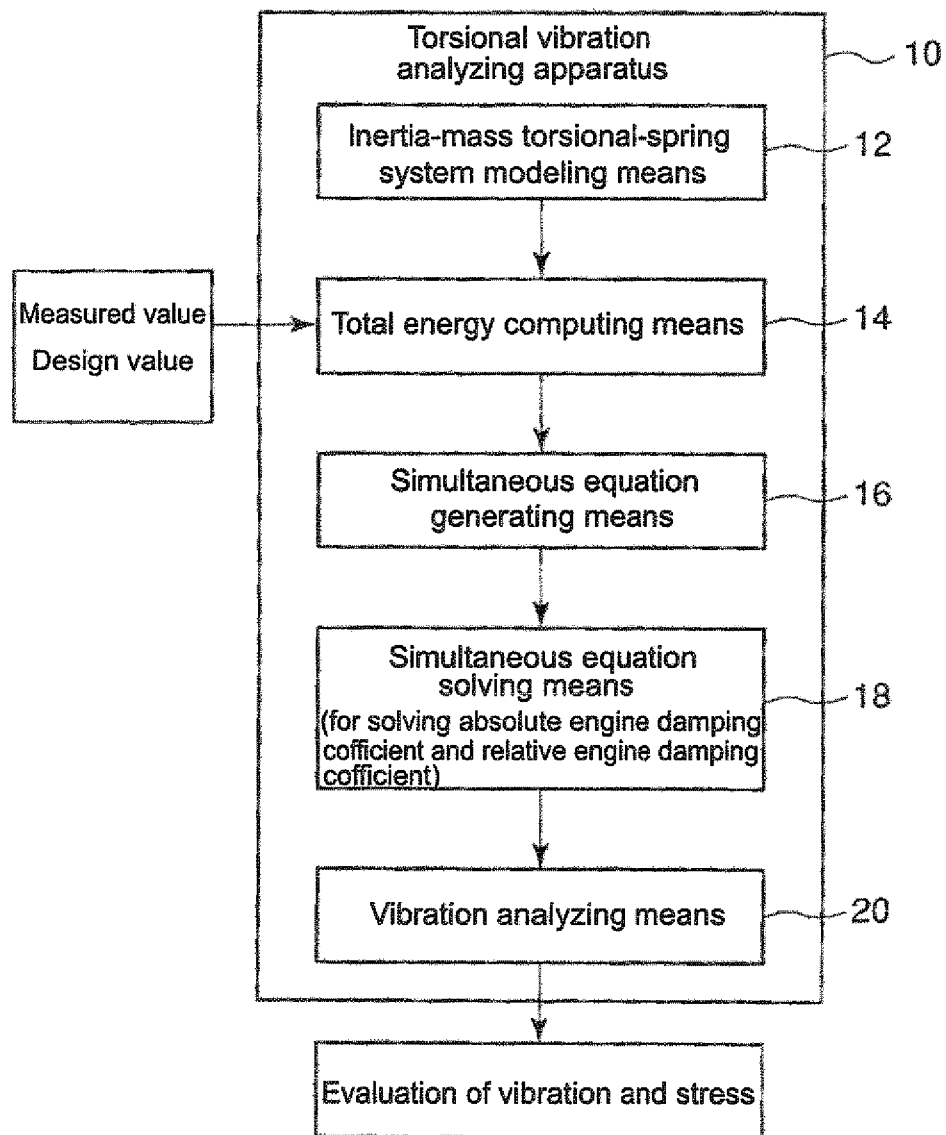 Torsional vibration
analyzing apparatus
10
Inertia-mass torsional-spring
system modeling means
12
Measured value
Design value
Total energy computing means
14
Simultaneous equation
generating means
16
Simultaneous equation
solving means
(for solving absolute engine damping
cofficient and relative engine damping
cofficient)
18
Vibration analyzing means
20
Evaluation of vibration and stress